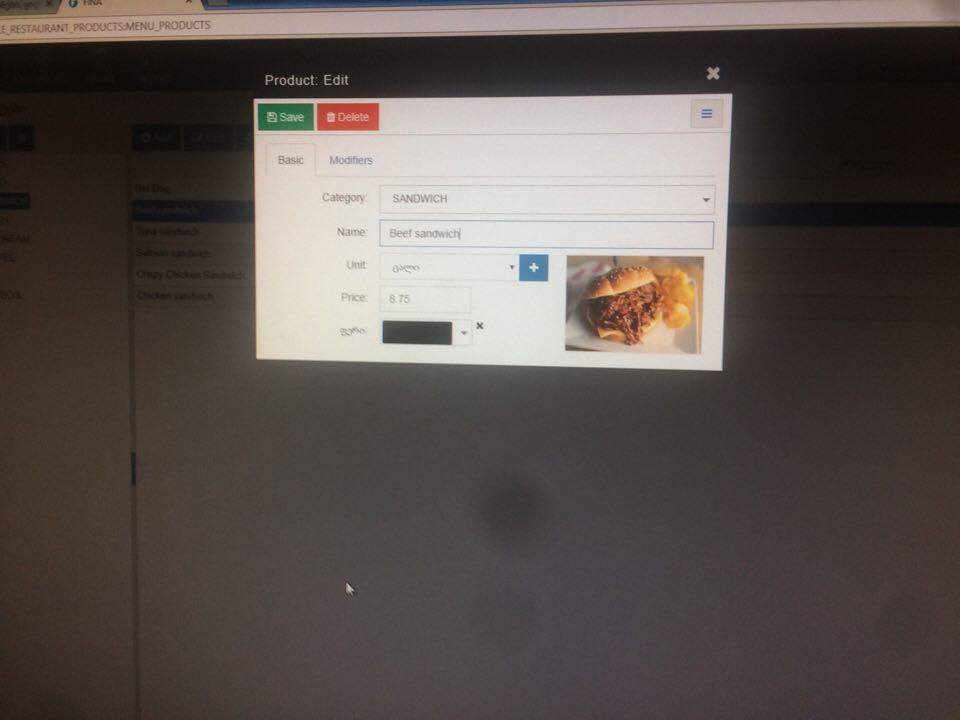 FINA
E_RESTAURANT_PRODUCTS:MENU_PRODUCTS
Product: Edit
Save Delete
Basic Modifiers
Category: SANDWICH
Name: Beef sandwich
Unit: ცალი
Price: 8.75
ფერი:
Add
Hot Dog
Beef sandwich
Tuna sandwich
Salmon sandwich
Crispy Chicken Sandwich
Chicken sandwich